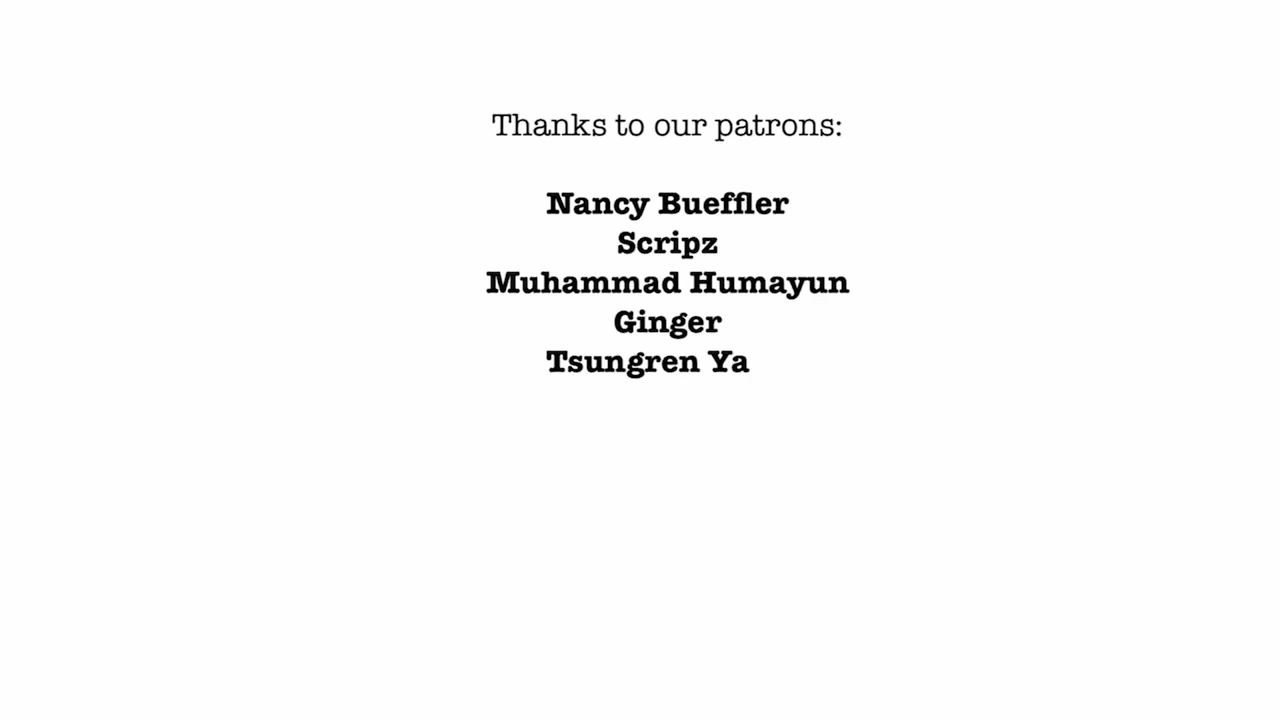 Thanks to our patrons:
Nancy Bueffler
Scripz
Muhammad Humayun
Ginger
Tsungren Ya